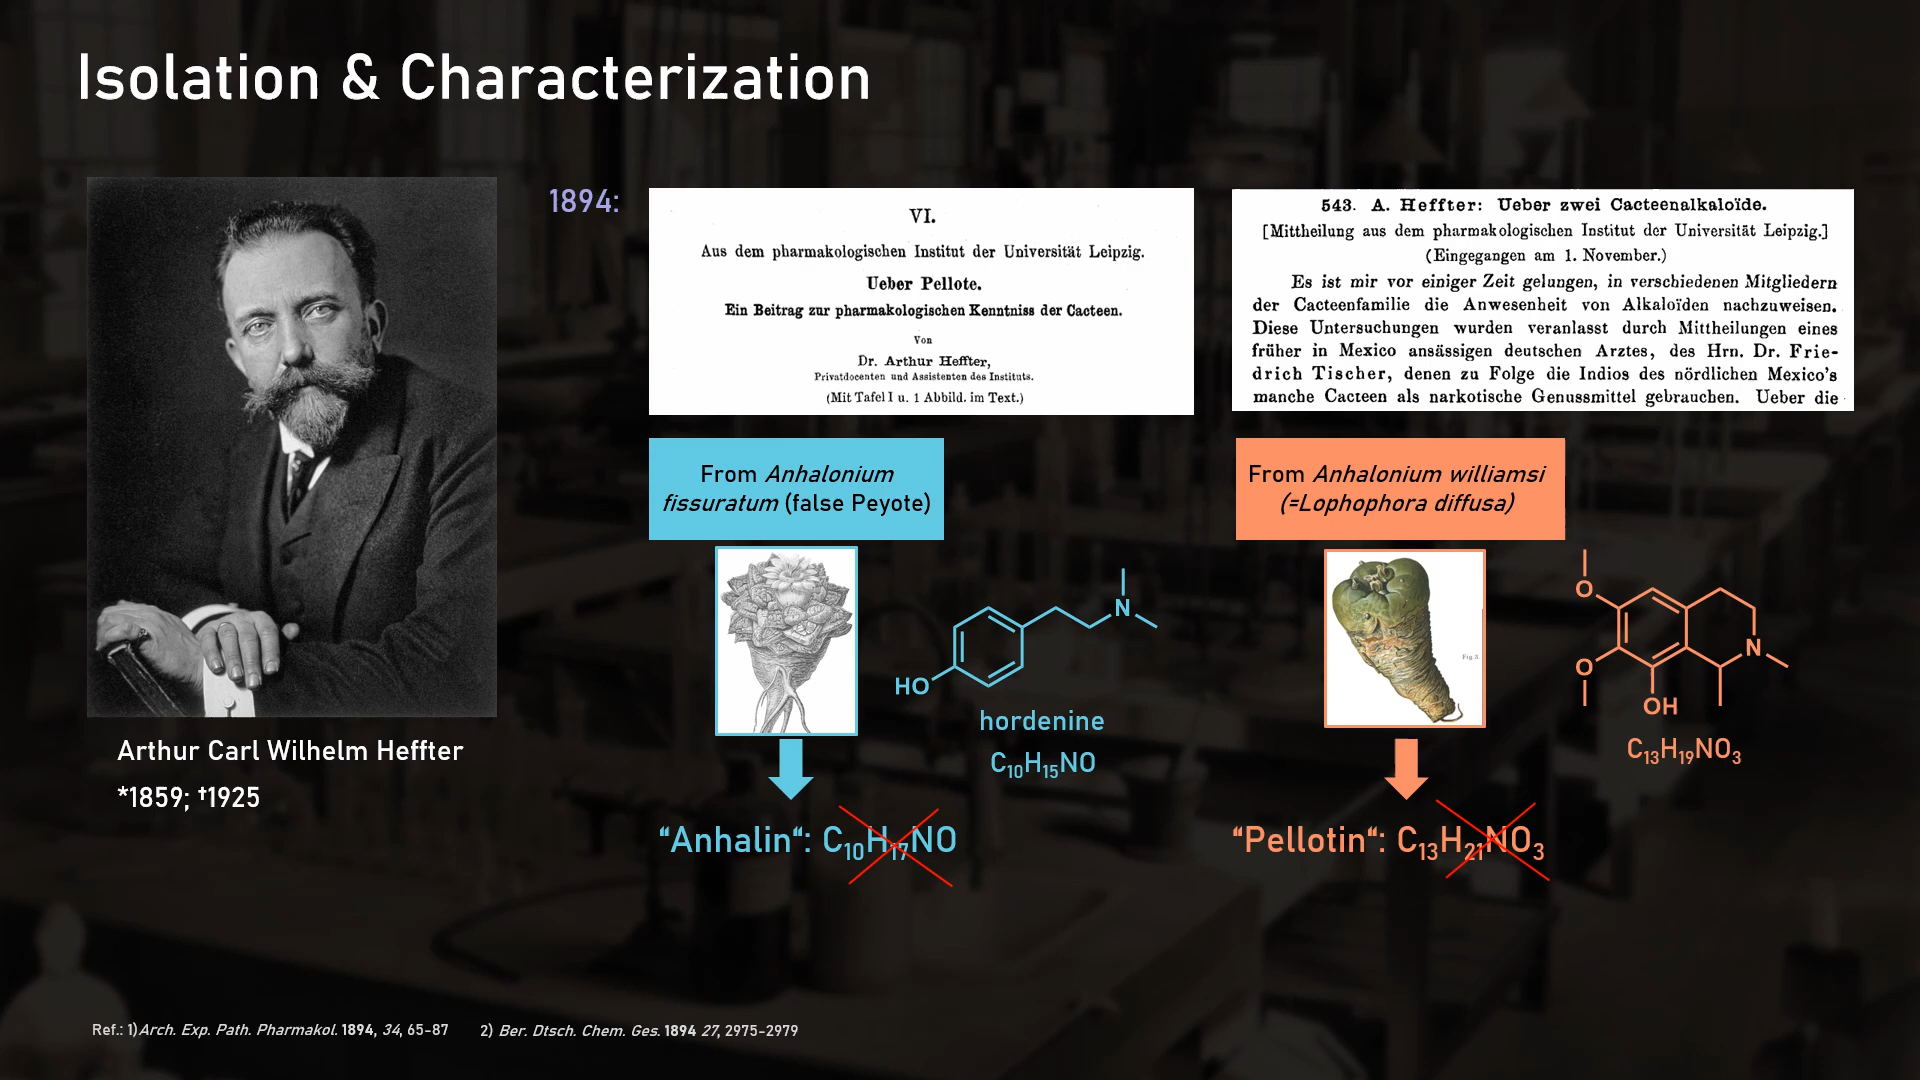 Isolation & Characterization
1894:
VI.
Aus dem pharmakologischen Institut der Universität Leipzig.
Ueber Pellote.
Ein Beitrag zur pharmakologischen Kenntniss der Cacteen.
Von
Dr. Arthur Heffter,
Privatdocenten und Assistenten des Instituts.
(Mit Tafel I u. 1 Abbild. im Text.)
543. A. Heffter: Ueber zwei Cacteenalkaloïde.
[Mittheilung aus dem pharmakologischen Institut der Universität Leipzig.]
(Eingegangen am 1. November.)
Es ist mir vor einiger Zeit gelungen, in verschiedenen Mitgliedern
der Cacteenfamilie die Anwesenheit von Alkaloïden nachzuweisen.
Diese Untersuchungen wurden veranlasst durch Mittheilungen eines
früher in Mexico ansässigen deutschen Arztes, des Hrn. Dr. Frie-
drich Tischer, denen zu Folge die Indios des nördlichen Mexico's
manche Cacteen als narkotische Genussmittel gebrauchen. Ueber die
From Anhalonium
fissuratum (false Peyote)
HO
N
hordenine
C₁₀H₁₅NO
"Anhalin": C₁₀H₁₇NO
From Anhalonium williamsi
(=Lophophora diffusa)
Fig. 3.
O
O
N
OH
C₁₃H₁₉NO₃
"Pellotin": C₁₃H₂₁NO₃
Arthur Carl Wilhelm Heffter
*1859; †1925
Ref.: 1) Arch. Exp. Path. Pharmakol. 1894, 34, 65-87 2) Ber. Dtsch. Chem. Ges. 1894 27, 2975-2979